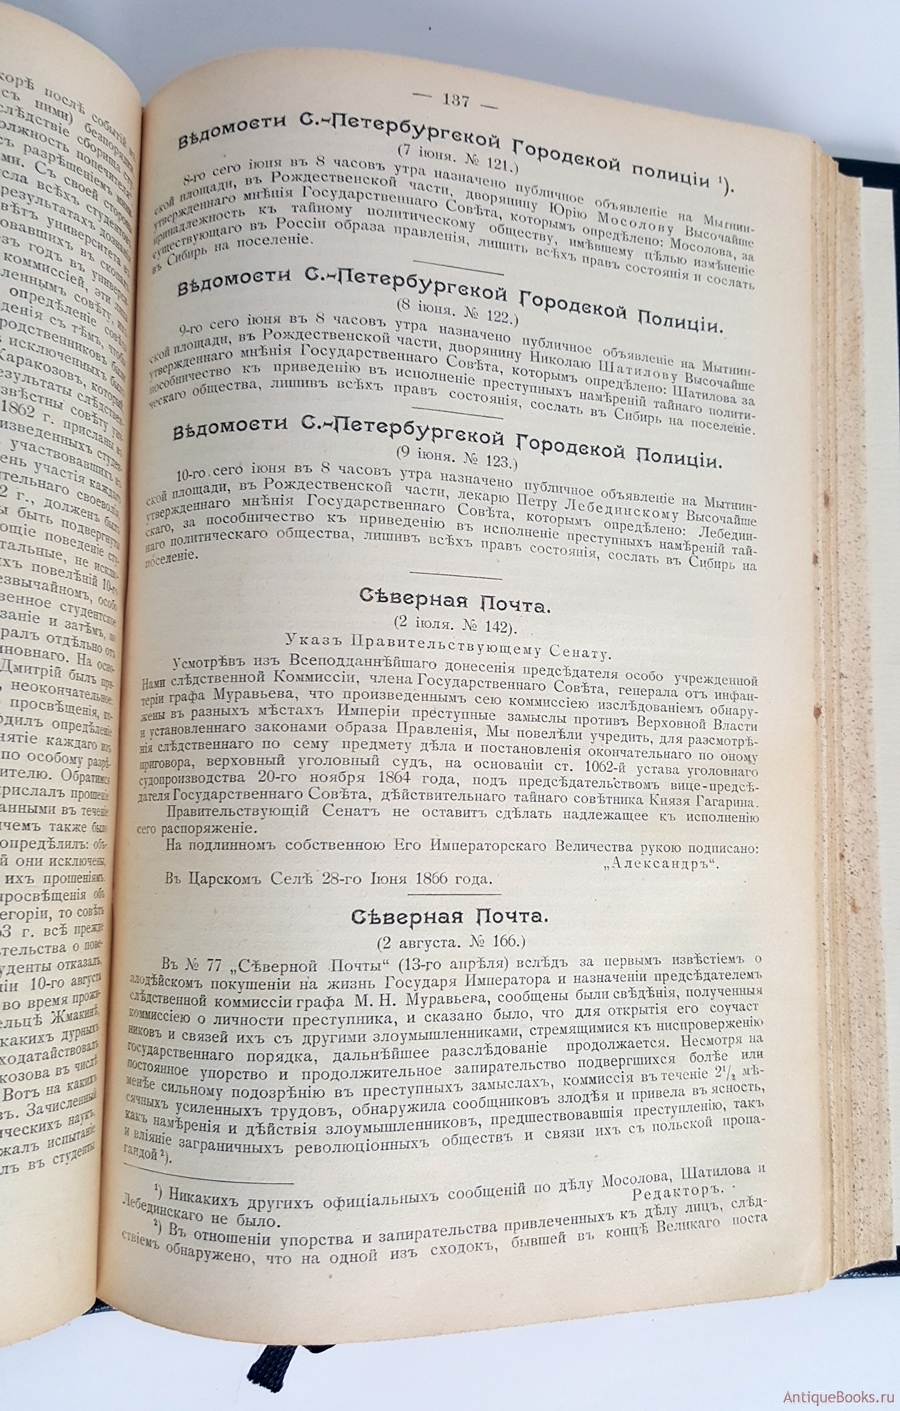 корѣ послѣ событій
съ ними) безпоряд
слѣдствіе сборища
должность попечителя
съ разрѣшеніемъ
ми. Съ своей стороны
— 137 —
Вѣдомости С.-Петербургской Городской полиціи ¹).
(7 іюня. № 121.)
8-го сего іюня въ 8 часовъ утра назначено публичное объявленіе на Мытнин-
ской площади, въ Рождественской части, дворянину Юрію Мосолову Высочайше
утвержденнаго мнѣнія Государственнаго Совѣта, которымъ опредѣлено: Мосолова, за
принадлежность къ тайному политическому обществу, имѣвшему цѣлью измѣненіе
существующаго въ Россіи образа правленія, лишить всѣхъ правъ состоянія и сослать
въ Сибирь на поселеніе.
Вѣдомости С.-Петербургской Городской Полиціи.
(8 іюня. № 122.)
9-го сего іюня въ 8 часовъ утра назначено публичное объявленіе на Мытнин-
ской площади, въ Рождественской части, дворянину Николаю Шатилову Высочайше
утвержденнаго мнѣнія Государственнаго Совѣта, которымъ опредѣлено: Шатилова за
пособничество къ приведенію въ исполненіе преступныхъ намѣреній тайнаго полити-
ческаго общества, лишивъ всѣхъ правъ состоянія, сослать въ Сибирь на поселеніе.
Вѣдомости С.-Петербургской Городской Полиціи.
(9 іюня. № 123.)
10-го сего іюня въ 8 часовъ утра назначено публичное объявленіе на Мытнин-
ской площади, въ Рождественской части, лекарю Петру Лебединскому Высочайше
утвержденнаго мнѣнія Государственнаго Совѣта, которымъ опредѣлено: Лебедин-
скаго, за пособничество къ приведенію въ исполненіе преступныхъ намѣреній тай-
наго политическаго общества, лишивъ всѣхъ правъ состоянія, сослать въ Сибирь на
поселеніе.
Сѣверная Почта.
(2 іюля. № 142).
Указъ Правительствующему Сенату.
Усмотрѣвъ изъ Всеподданнѣйшаго донесенія предсѣдателя особо учрежденной
Нами слѣдственной Коммиссіи, члена Государственнаго Совѣта, генерала отъ инфан-
теріи графа Муравьева, что произведеннымъ сею коммиссіею изслѣдованіемъ обнару-
жены въ разныхъ мѣстахъ Имперіи преступные замыслы противъ Верховной Власти
и установленнаго законами образа Правленія, Мы повелѣли учредить, для разсмотрѣ-
нія слѣдственнаго по сему предмету дѣла и постановленія окончательнаго по оному
приговора, верховный уголовный судъ, на основаніи ст. 1062-й устава уголовнаго
судопроизводства 20-го ноября 1864 года, подъ предсѣдательствомъ вице-предсѣ-
дателя Государственнаго Совѣта, дѣйствительнаго тайнаго совѣтника Князя Гагарина.
Правительствующій Сенатъ не оставитъ сдѣлать надлежащее къ исполненію
сего распоряженіе.
На подлинномъ собственною Его Императорскаго Величества рукою подписано:
„Александръ“.
Въ Царскомъ Селѣ 28-го Іюня 1866 года.
Сѣверная Почта.
(2 августа. № 166.)
Въ № 77 „Сѣверной Почты“ (13-го апрѣля) вслѣдъ за первымъ извѣстіемъ о
злодѣйскомъ покушеніи на жизнь Государя Императора и назначеніи предсѣдателемъ
слѣдственной коммиссіи графа М. Н. Муравьева, сообщены были свѣдѣнія, полученныя
коммиссіею о личности преступника, и сказано было, что для открытія его соучаст
никовъ и связей ихъ съ другими злоумышленниками, стремящимися къ ниспроверженію
государственнаго порядка, дальнѣйшее разслѣдованіе продолжается. Несмотря на
постоянное упорство и продолжительное запирательство подвергшихся болѣе или
менѣе сильному подозрѣнію въ преступныхъ замыслахъ, коммиссія въ теченіе 2¹/₂ мѣ-
сячныхъ усиленныхъ трудовъ, обнаружила сообщниковъ злодѣя и привела въ ясность,
какъ намѣренія и дѣйствія злоумышленниковъ, предшествовавшія преступленію, такъ
и вліяніе заграничныхъ революціонныхъ обществъ и связи ихъ съ польской пропа-
гандой ²).
¹) Никакихъ другихъ офиціальныхъ сообщеній по дѣлу Мосолова, Шатилова и
Лебединскаго не было.
Редакторъ.
²) Въ отношеніи упорства и запирательства привлеченныхъ къ дѣлу лицъ, слѣд-
ствіемъ обнаружено, что на одной изъ сходокъ, бывшей въ концѣ Великаго поста
AntiqueBooks.ru